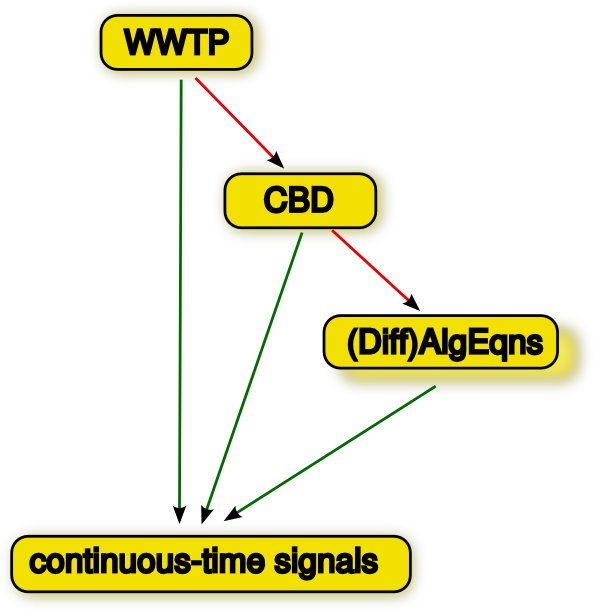 WWTP
CBD
(Diff)AlgEqns
continuous-time signals